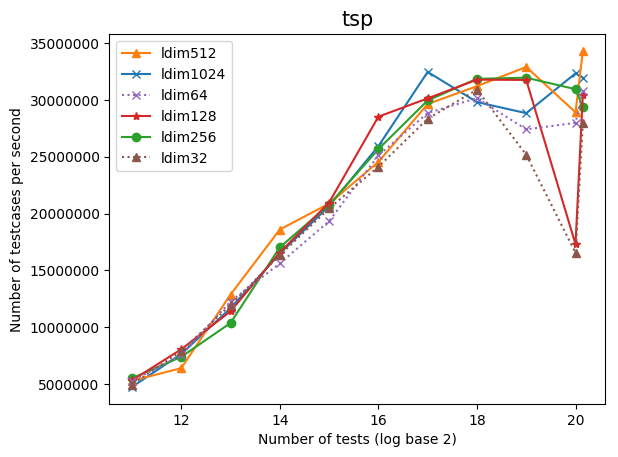 tsp
35000000
30000000
25000000
20000000
15000000
10000000
5000000
Number of testcases per second
ldim512
ldim1024
ldim64
ldim128
ldim256
ldim32
12 14 16 18 20
Number of tests (log base 2)